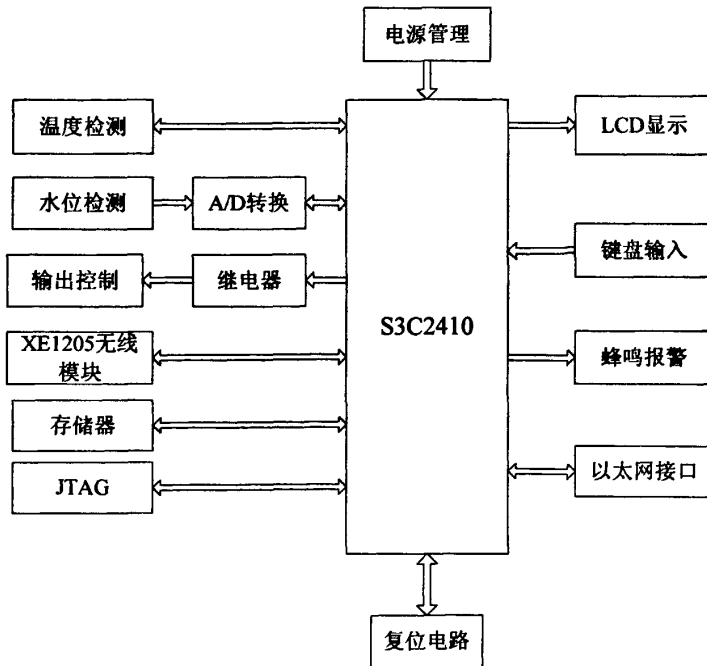 电源管理
温度检测
LCD显示
水位检测
A/D转换
键盘输入
输出控制
继电器
S3C2410
XE1205无线
模块
蜂鸣报警
存储器
以太网接口
JTAG
复位电路